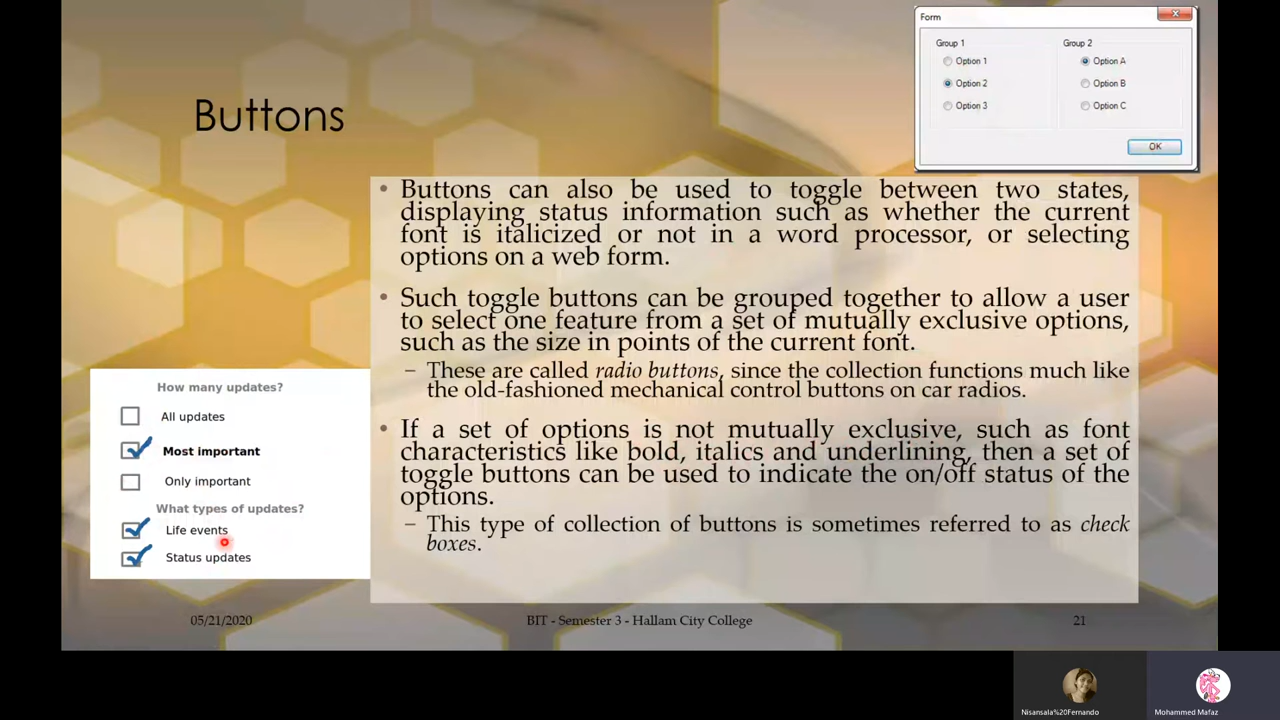 Form
Group 1
Group 2
Option 1
Option A
Option 2
Option B
Option 3
Option C
OK
Buttons
• Buttons can also be used to toggle between two states,
displaying status information such as whether the current
font is italicized or not in a word processor, or selecting
options on a web form.
• Such toggle buttons can be grouped together to allow a user
to select one feature from a set of mutually exclusive options,
such as the size in points of the current font.
– These are called radio buttons, since the collection functions much like
the old-fashioned mechanical control buttons on car radios.
• If a set of options is not mutually exclusive, such as font
characteristics like bold, italics and underlining, then a set of
toggle buttons can be used to indicate the on/off status of the
options.
– This type of collection of buttons is sometimes referred to as check
boxes.
How many updates?
All updates
Most important
Only important
What types of updates?
Life events
Status updates
05/21/2020
BIT - Semester 3 - Hallam City College
21
Nisansala%20Fernando
Mohammed Mafaz